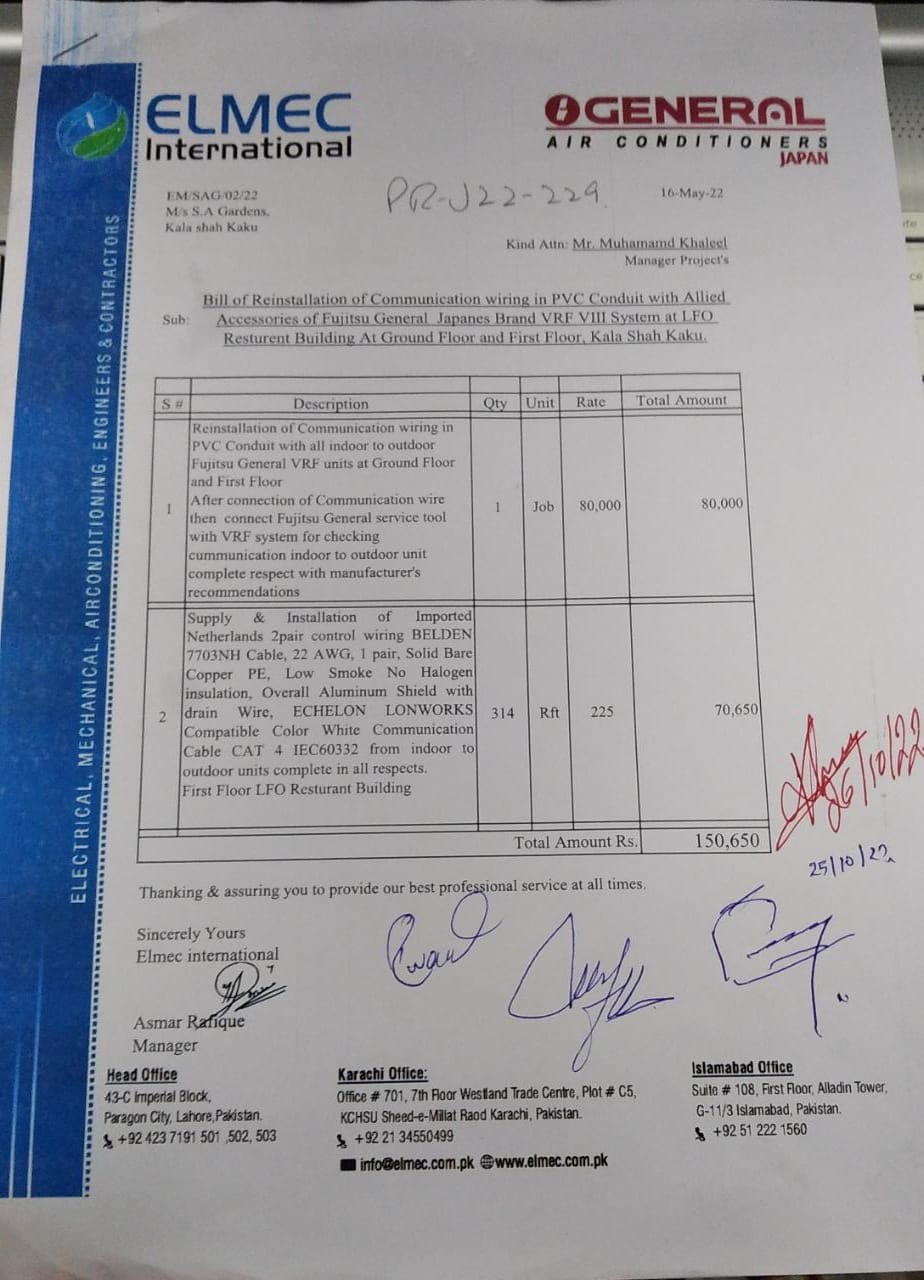 ELMEC
International
GENERAL
AIR CONDITIONERS
JAPAN
ELECTRICAL, MECHANICAL, AIRCONDITIONING, ENGINEERS & CONTRACTORS
EM/SAG/02/22
M/s S.A Gardens,
Kala shah Kaku
PR-J22-229
16-May-22
Kind Attn: Mr. Muhamamd Khaleel
Manager Project's
Sub:
Bill of Reinstallation of Communication wiring in PVC Conduit with Allied
Accessories of Fujitsu General Japanes Brand VRF VIII System at LFO
Resturent Building At Ground Floor and First Floor, Kala Shah Kaku.
S # Description Qty Unit Rate Total Amount
Reinstallation of Communication wiring in
PVC Conduit with all indoor to outdoor
Fujitsu General VRF units at Ground Floor
and First Floor
After connection of Communication wire
1 1 Job 80,000 80,000
then connect Fujitsu General service tool
with VRF system for checking
cummunication indoor to outdoor unit
complete respect with manufacturer's
recommendations
Supply & Installation of Imported
Netherlands 2pair control wiring BELDEN
7703NH Cable, 22 AWG, 1 pair, Solid Bare
Copper PE, Low Smoke No Halogen
insulation, Overall Aluminum Shield with
2 drain Wire, ECHELON LONWORKS 314 Rft 225 70,650
Compatible Color White Communication
Cable CAT 4 IEC60332 from indoor to
outdoor units complete in all respects.
First Floor LFO Resturant Building
Total Amount Rs. 150,650
26/10/22
25/10/22
Thanking & assuring you to provide our best professional service at all times.
Sincerely Yours
Elmec international
Asmar Rafique
Manager
Head Office
43-C Imperial Block,
Paragon City, Lahore,Pakistan.
+92 423 7191 501 ,502, 503
Karachi Office:
Office # 701, 7th Floor Westland Trade Centre, Plot # C5,
KCHSU Sheed-e-Millat Raod Karachi, Pakistan.
+92 21 34550499
info@elmec.com.pk www.elmec.com.pk
Islamabad Office
Suite # 108, First Floor, Alladin Tower,
G-11/3 Islamabad, Pakistan.
+92 51 222 1560